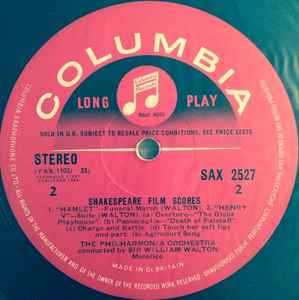 COLUMBIA
LONG PLAY
SOLD IN U.K. SUBJECT TO RESALE PRICE CONDITIONS, SEE PRICE LISTS
STEREO
SAX 2527
2
2
SHAKESPEARE FILM SCORES
1. "HAMLET"—Funeral March (WALTON). 2. "HENRY
V"—Suite (WALTON). (a) Overture—"The Globe
Playhouse". (b) Passacaglia—"Death of Falstaff"
(c) Charge and Battle. (d) Touch her soft lips
and part. (e) Agincourt Song
THE PHILHARMONIA ORCHESTRA
conducted by SIR WILLIAM WALTON
MADE IN GT. BRITAIN